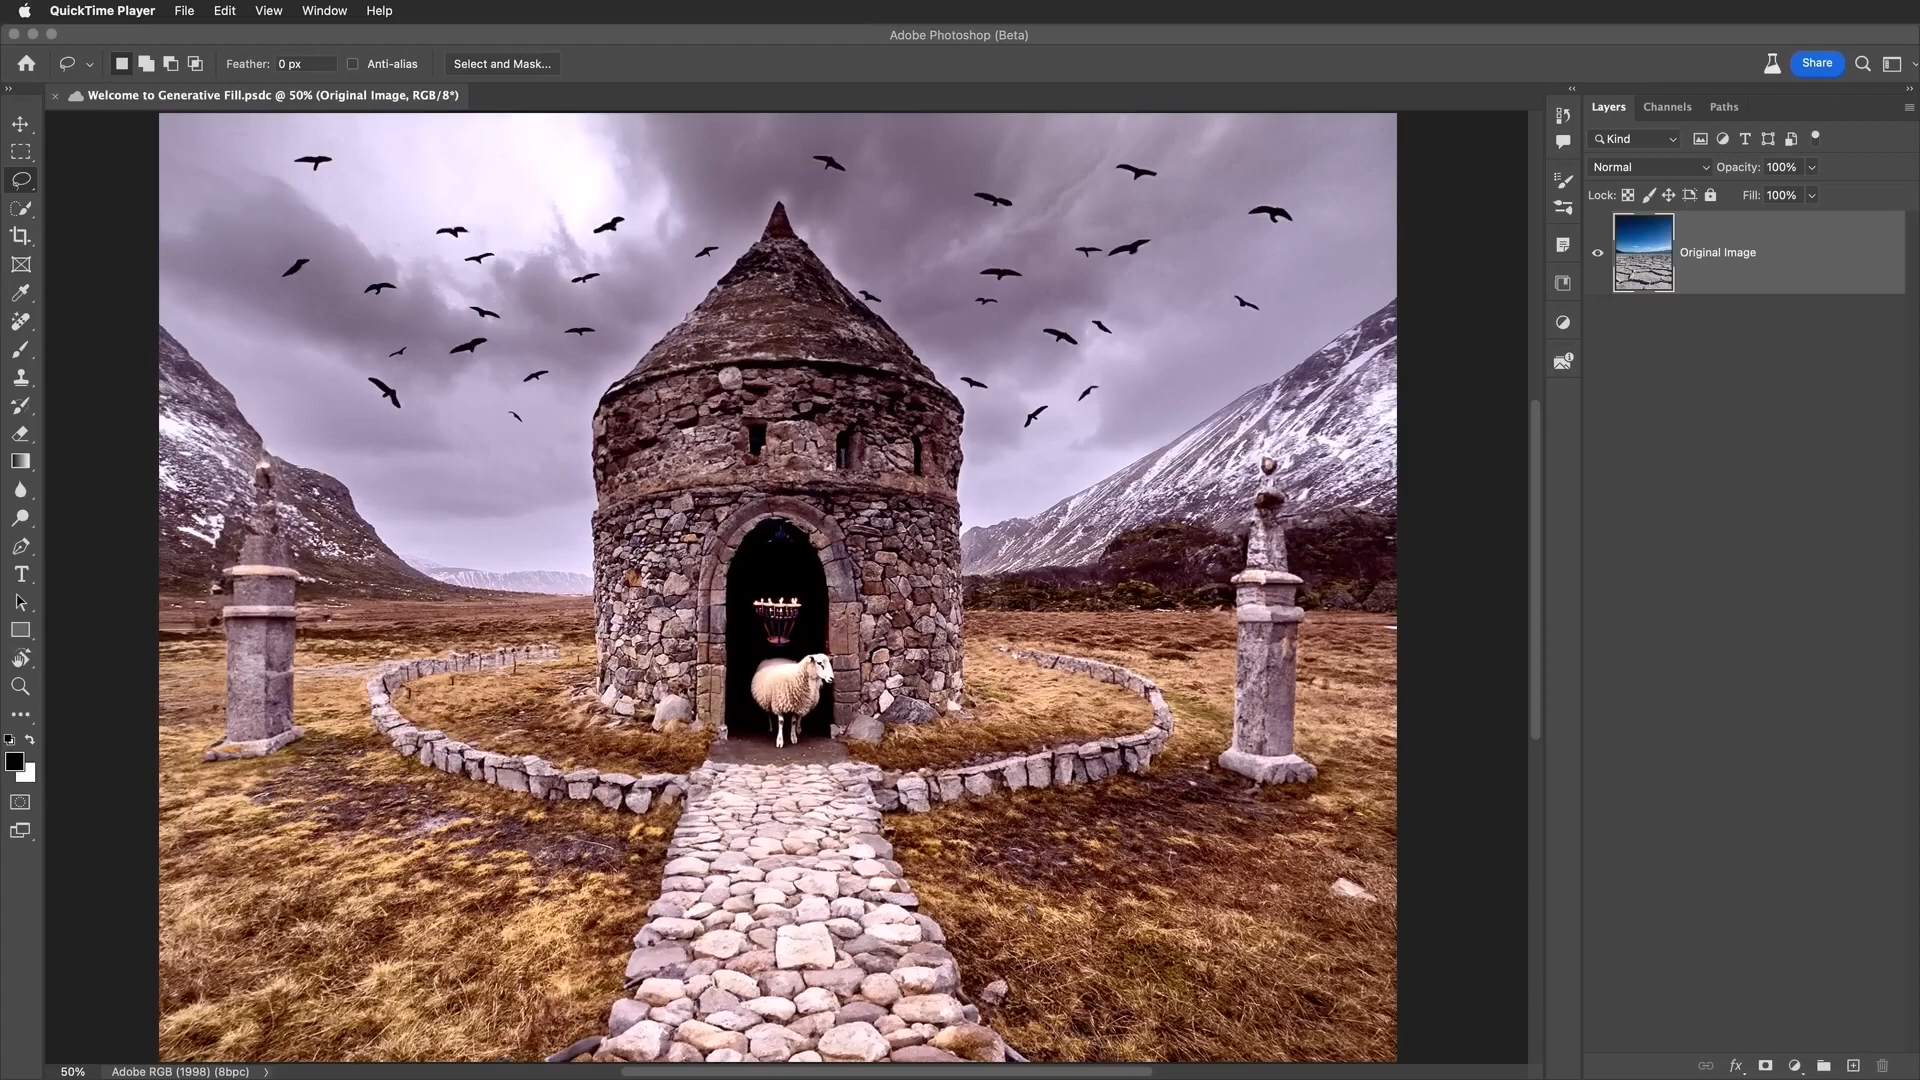 QuickTime Player File Edit View Window Help
Adobe Photoshop (Beta)
Feather: 0 px Anti-alias Select and Mask... Share
Welcome to Generative Fill.psdc @ 50% (Original Image, RGB/8*)
Layers Channels Paths
Kind
Normal Opacity: 100%
Lock: Fill: 100%
Original Image
50% Adobe RGB (1998) (8bpc)